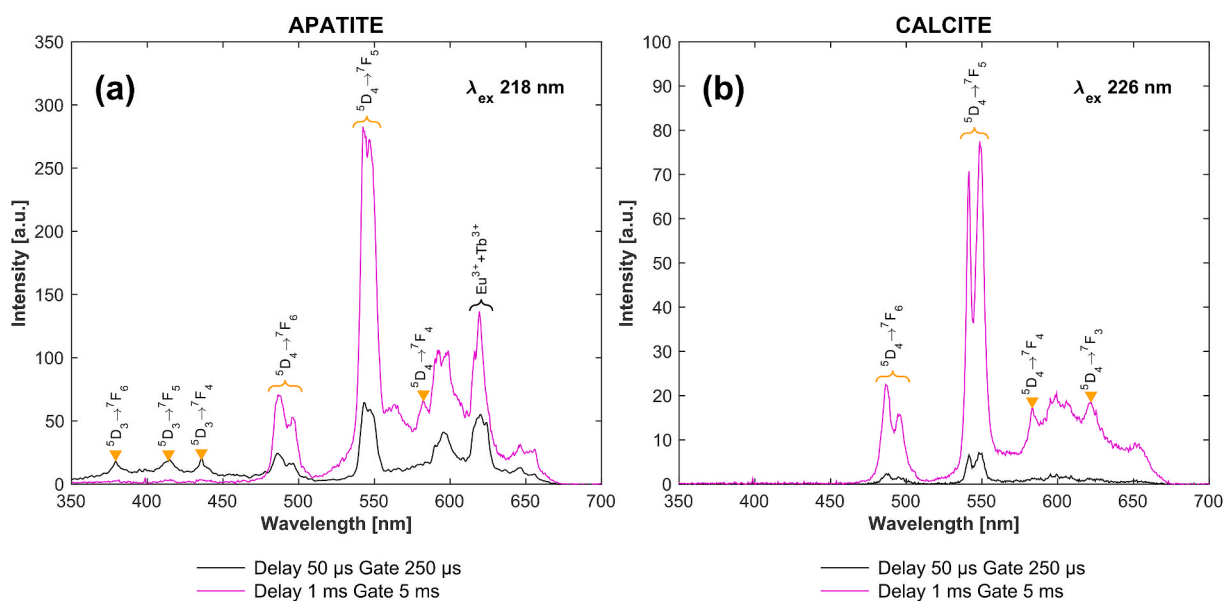 APATITE
(a)
λex 218 nm
⁵D₃→⁷F₆
⁵D₃→⁷F₅
⁵D₃→⁷F₄
⁵D₄→⁷F₆
⁵D₄→⁷F₅
⁵D₄→⁷F₄
Eu³⁺+Tb³⁺
Intensity [a.u.]
350
300
250
200
150
100
50
0
350 400 450 500 550 600 650 700
Wavelength [nm]
Delay 50 µs Gate 250 µs
Delay 1 ms Gate 5 ms
CALCITE
(b)
λex 226 nm
⁵D₄→⁷F₆
⁵D₄→⁷F₅
⁵D₄→⁷F₄
⁵D₄→⁷F₃
Intensity [a.u.]
100
90
80
70
60
50
40
30
20
10
0
350 400 450 500 550 600 650 700
Wavelength [nm]
Delay 50 µs Gate 250 µs
Delay 1 ms Gate 5 ms